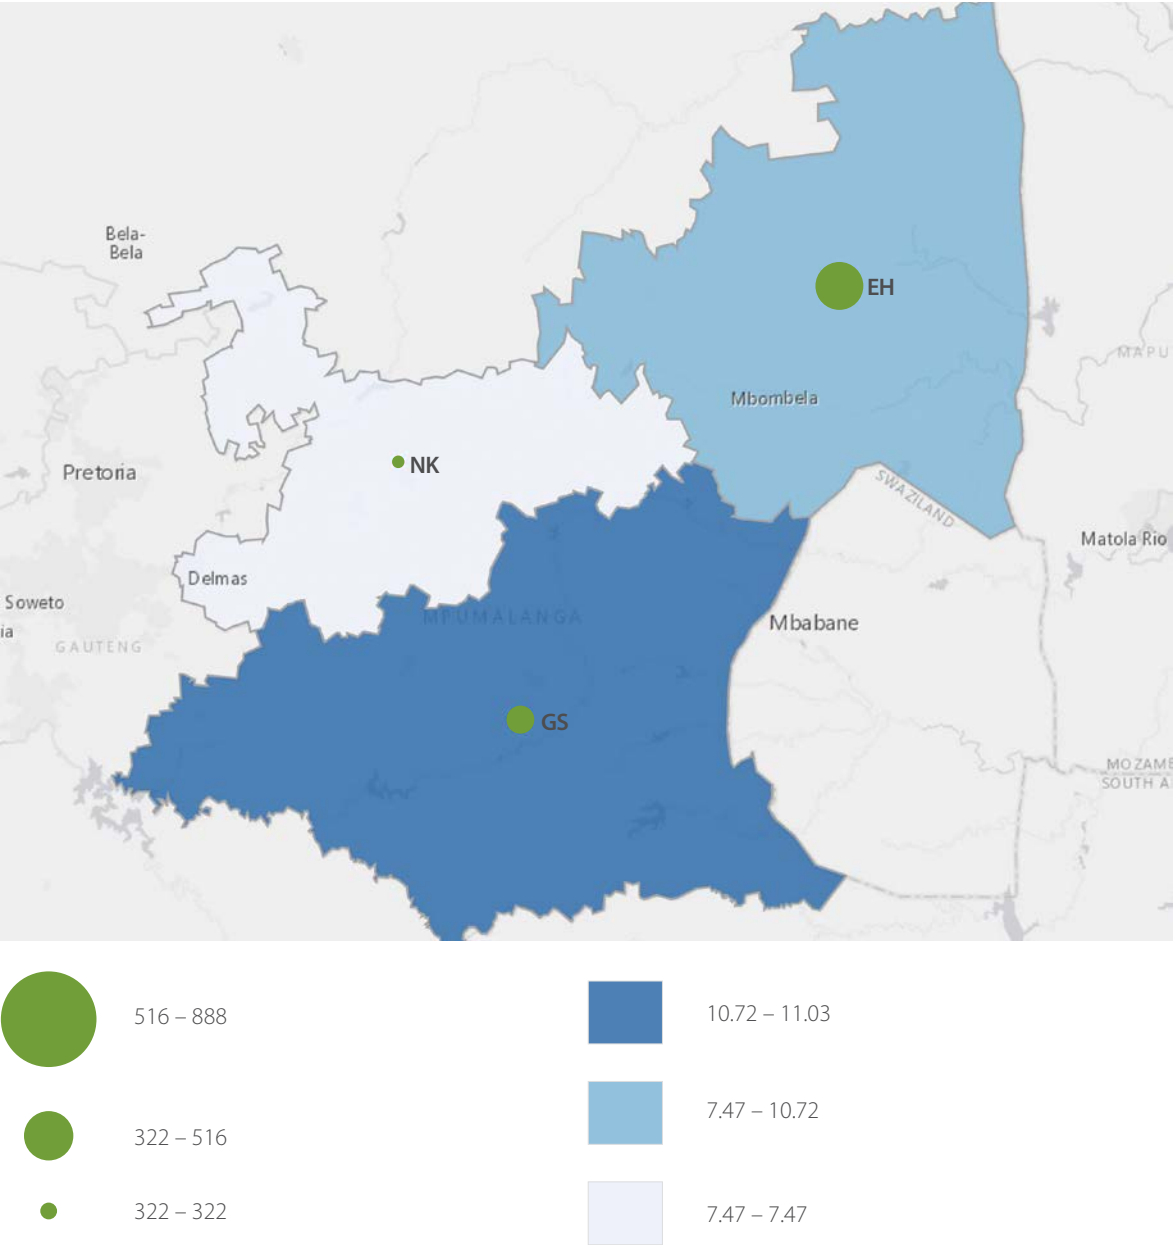 Bela-
Bela
EH
MAPU
Mbombela
NK
Pretoria
SWAZILAND
Matola Rio
Delmas
Soweto
ia
MPUMALANGA
Mbabane
GAUTENG
GS
MOZAMB
SOUTH A
516 – 888
10.72 – 11.03
322 – 516
7.47 – 10.72
322 – 322
7.47 – 7.47